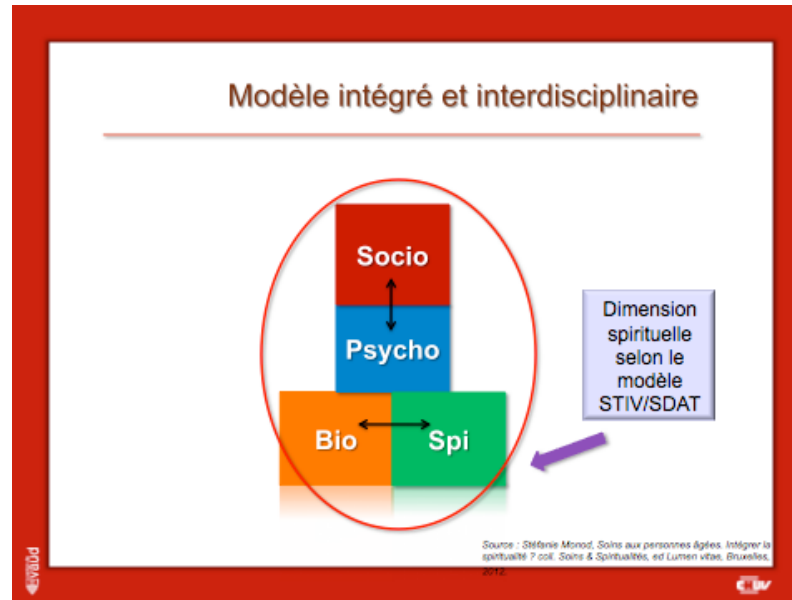 Modèle intégré et interdisciplinaire
Socio
Psycho
Bio
Spi
Dimension
spirituelle
selon le
modèle
STIV/SDAT
Source : Stéfanie Monod, Soins aux personnes âgées. Intégrer la
spiritualité ? coll. Soins & Spiritualités, ed Lumen vitae, Bruxelles,
2012